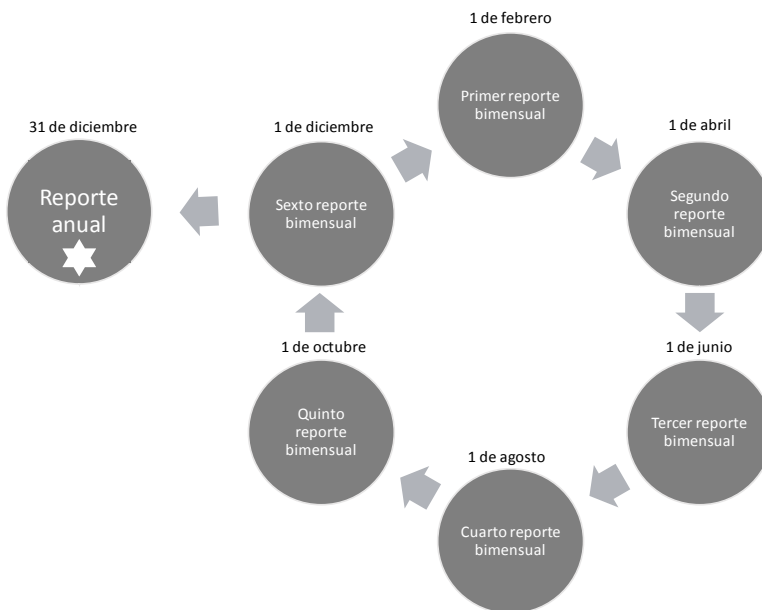 1 de febrero
Primer reporte
bimensual
1 de abril
Segundo
reporte
bimensual
1 de junio
Tercer reporte
bimensual
1 de agosto
Cuarto reporte
bimensual
1 de octubre
Quinto
reporte
bimensual
1 de diciembre
Sexto reporte
bimensual
31 de diciembre
Reporte
anual